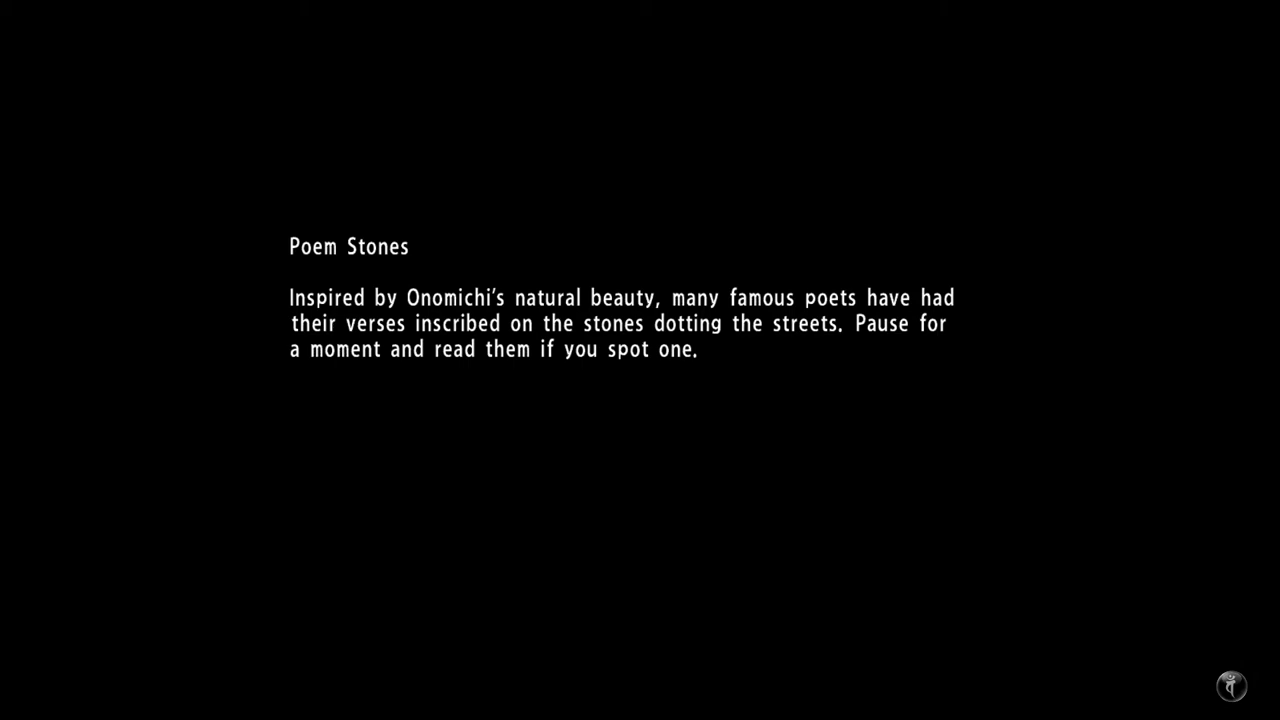 Poem Stones
Inspired by Onomichi's natural beauty, many famous poets have had
their verses inscribed on the stones dotting the streets. Pause for
a moment and read them if you spot one.